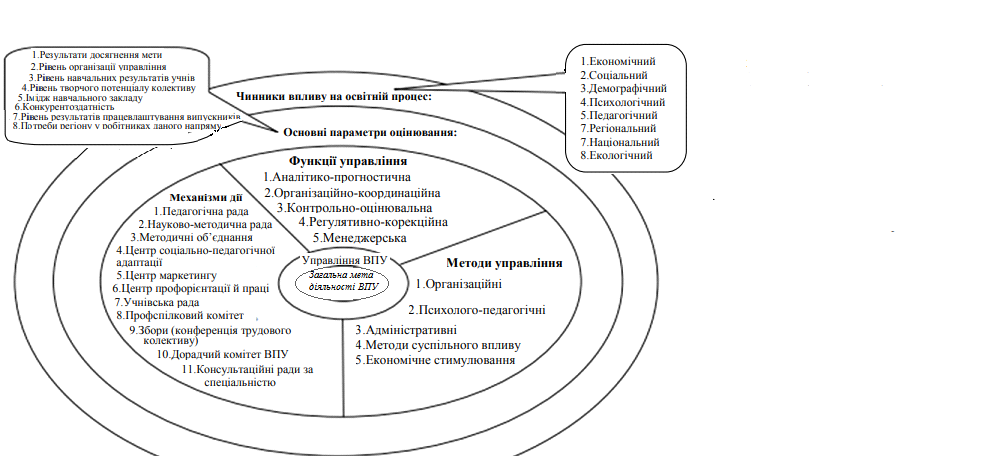 1.Результати досягнення мети
2.Рівень організації управління
3.Рівень навчальних результатів учнів
4.Рівень творчого потенціалу колективу
5.Імідж навчального закладу
6.Конкурентоздатність
7.Рівень результатів працевлаштування випускників
8.Потреби регіону у робітниках даного напряму
1.Економічний
2.Соціальний
3.Демографічний
4.Психологічний
5.Педагогічний
7.Регіональний
7.Національний
8.Екологічний
Чинники впливу на освітній процес:
Основні параметри оцінювання:
Функції управління
1.Аналітико-прогностична
2.Організаційно-координаційна
3.Контрольно-оцінювальна
4.Регулятивно-корекційна
5.Менеджерська
Механізми дії
1.Педагогічна рада
2.Науково-методична рада
3.Методичні об’єднання
4.Центр соціально-педагогічної
адаптації
5.Центр маркетингу
6.Центр профорієнтації й праці
7.Учнівська рада
8.Профспілковий комітет
9.Збори (конференція трудового
колективу)
10.Дорадчий комітет ВПУ
11.Консультаційні ради за
спеціальністю
Управління ВПУ
Загальна мета
діяльності ВПУ
Методи управління
1.Організаційні
2.Психолого-педагогічні
3.Адміністративні
4.Методи суспільного впливу
5.Економічне стимулювання